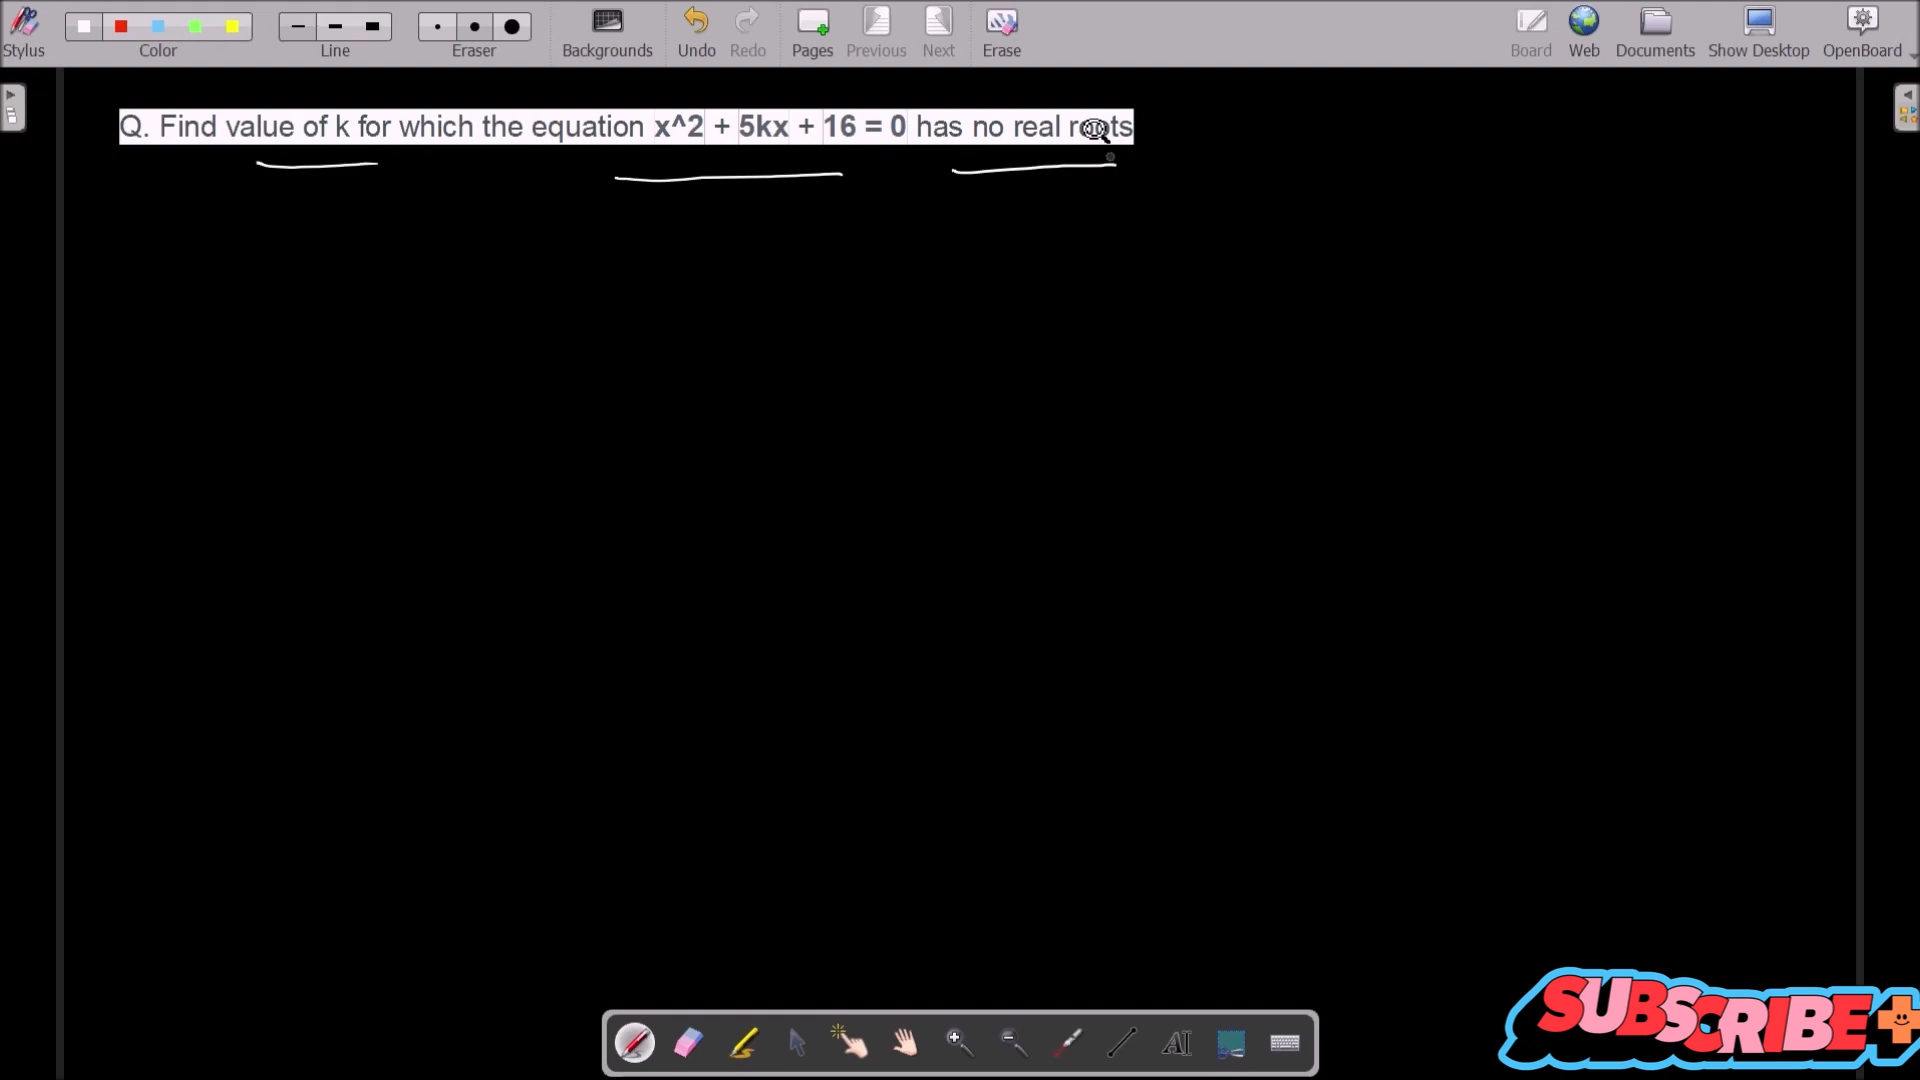 Stylus
Color
Line
Eraser
Backgrounds
Undo
Redo
Pages
Previous
Next
Erase
Board
Web
Documents
Show Desktop
OpenBoard
Q. Find value of k for which the equation x^2 + 5kx + 16 = 0 has no real roots
AI
SUBSCRIBE